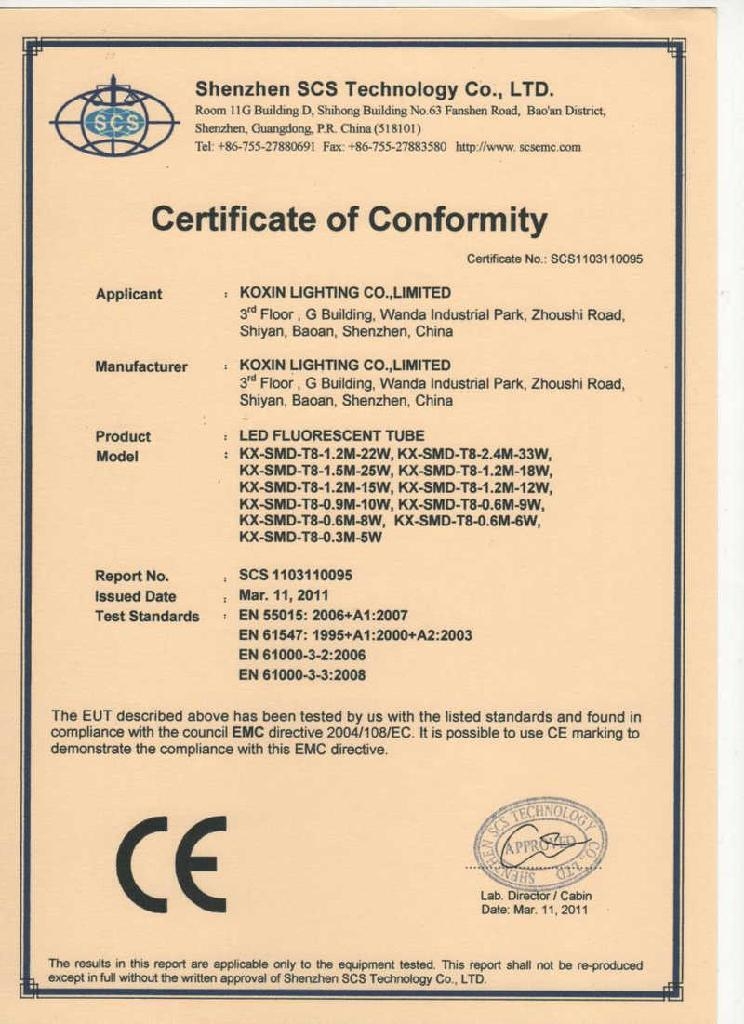 SCS
Shenzhen SCS Technology Co., LTD.
Room 11G Building D, Shihong Building No.63 Fanshen Road, Bao'an District,
Shenzhen, Guangdong, P.R. China (518101)
Tel: +86-755-27880691 Fax: +86-755-27883580 http://www. scsemc.com
Certificate of Conformity
Certificate No.: SCS1103110095
Applicant : KOXIN LIGHTING CO.,LIMITED
3rd Floor , G Building, Wanda Industrial Park, Zhoushi Road,
Shiyan, Baoan, Shenzhen, China
Manufacturer : KOXIN LIGHTING CO.,LIMITED
3rd Floor , G Building, Wanda Industrial Park, Zhoushi Road,
Shiyan, Baoan, Shenzhen, China
Product : LED FLUORESCENT TUBE
Model : KX-SMD-T8-1.2M-22W, KX-SMD-T8-2.4M-33W,
KX-SMD-T8-1.5M-25W, KX-SMD-T8-1.2M-18W,
KX-SMD-T8-1.2M-15W, KX-SMD-T8-1.2M-12W,
KX-SMD-T8-0.9M-10W, KX-SMD-T8-0.6M-9W,
KX-SMD-T8-0.6M-8W, KX-SMD-T8-0.6M-6W,
KX-SMD-T8-0.3M-5W
Report No. : SCS 1103110095
Issued Date : Mar. 11, 2011
Test Standards : EN 55015: 2006+A1:2007
EN 61547: 1995+A1:2000+A2:2003
EN 61000-3-2:2006
EN 61000-3-3:2008
The EUT described above has been tested by us with the listed standards and found in
compliance with the council EMC directive 2004/108/EC. It is possible to use CE marking to
demonstrate the compliance with this EMC directive.
CE
SHENZHEN SCS TECHNOLOGY CO., LTD
APPROVED
Lab. Director / Cabin
Date: Mar. 11, 2011
The results in this report are applicable only to the equipment tested. This report shall not be re-produced
except in full without the written approval of Shenzhen SCS Technology Co., LTD.